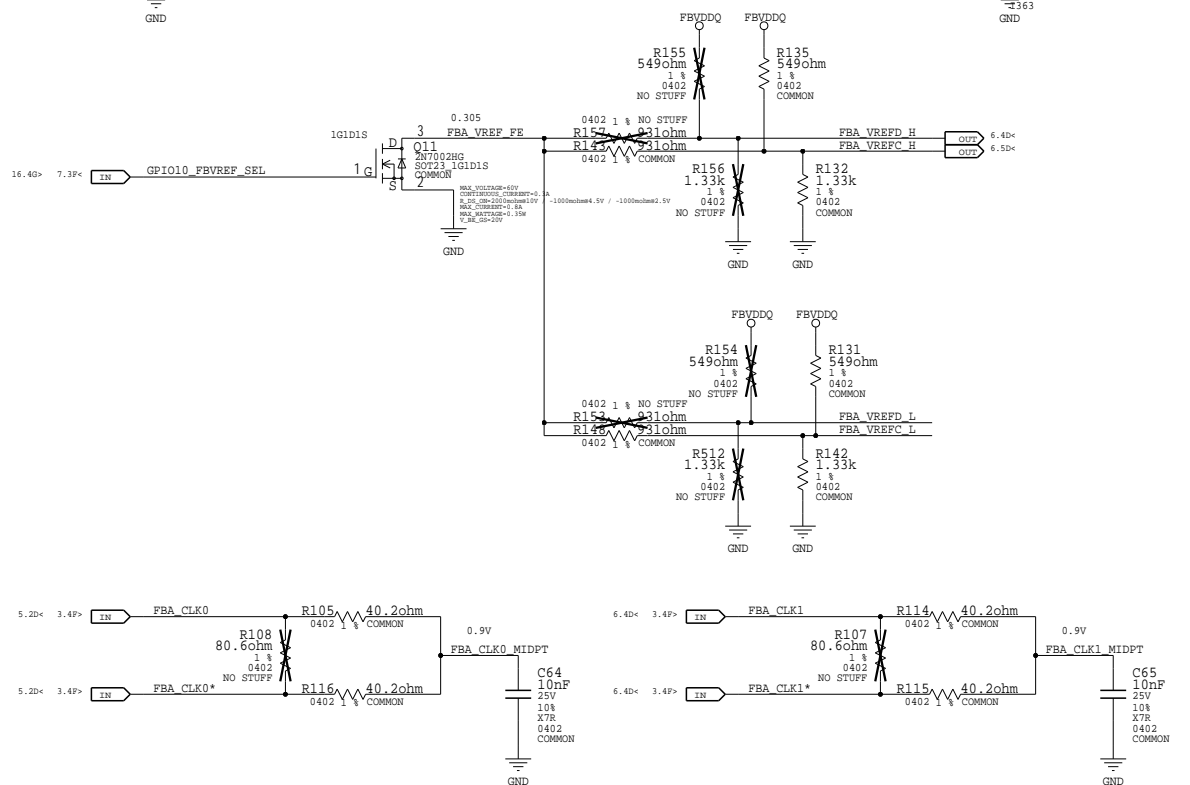 GND
GND
1363
FBVDDQ
FBVDDQ
R155
549ohm
1 %
0402
NO STUFF
R135
549ohm
1 %
0402
COMMON
0.305
1G1D1S
3
FBA_VREF_FE
D
Q11
2N7002HG
SOT23_1G1D1S
COMMON
1
G
S
2
16.4G> 7.3F<
IN
GPIO10_FBVREF_SEL
MAX_VOLTAGE=60V
CONTINUOUS_CURRENT=0.3A
R_DS_ON=2000mohm@10V / -1000mohm@4.5V / -1000mohm@2.5V
MAX_CURRENT=0.8A
MAX_WATTAGE=0.35W
V_BE_GS=20V
GND
0402 1 % NO STUFF
R157 931ohm
R143 931ohm
0402 1 % COMMON
FBA_VREFD_H
OUT
6.4D<
FBA_VREFC_H
OUT
6.5D<
R156
1.33k
1 %
0402
NO STUFF
R132
1.33k
1 %
0402
COMMON
GND
GND
FBVDDQ
FBVDDQ
R154
549ohm
1 %
0402
NO STUFF
R131
549ohm
1 %
0402
COMMON
0402 1 % NO STUFF
R153 931ohm
R148 931ohm
0402 1 % COMMON
FBA_VREFD_L
FBA_VREFC_L
R512
1.33k
1 %
0402
NO STUFF
R142
1.33k
1 %
0402
COMMON
GND
GND
5.2D< 3.4F>
IN
FBA_CLK0
R105 40.2ohm
0402 1 % COMMON
R108
80.6ohm
1 %
0402
NO STUFF
0.9V
FBA_CLK0_MIDPT
5.2D< 3.4F>
IN
FBA_CLK0*
R116 40.2ohm
0402 1 % COMMON
C64
10nF
25V
10%
X7R
0402
COMMON
GND
6.4D< 3.4F>
IN
FBA_CLK1
R114 40.2ohm
0402 1 % COMMON
R107
80.6ohm
1 %
0402
NO STUFF
0.9V
FBA_CLK1_MIDPT
6.4D< 3.4F>
IN
FBA_CLK1*
R115 40.2ohm
0402 1 % COMMON
C65
10nF
25V
10%
X7R
0402
COMMON
GND